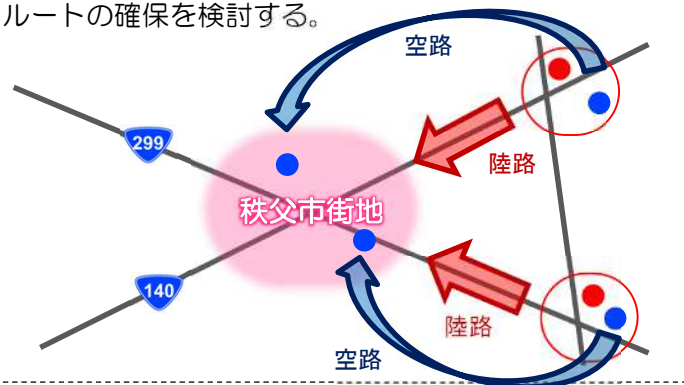 ルートの確保を検討する。
空路
299
陸路
秩父市街地
140
陸路
空路